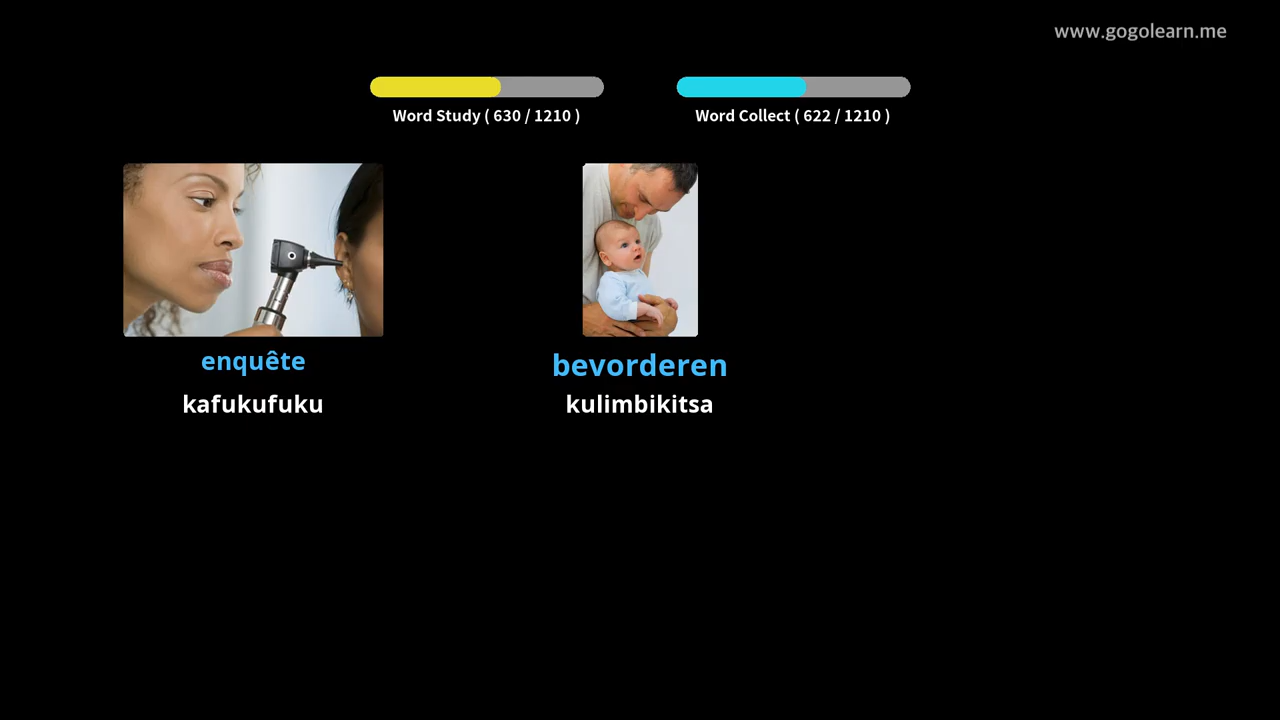 www.gogolearn.me
Word Study ( 630 / 1210 )
Word Collect ( 622 / 1210 )
enquête
kafukufuku
bevorderen
kulimbikitsa